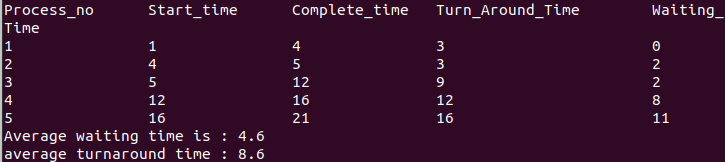 Process_no Start_time Complete_time Turn_Around_Time Waiting_
Time
1 1 4 3 0
2 4 5 3 2
3 5 12 9 2
4 12 16 12 8
5 16 21 16 11
Average waiting time is : 4.6
average turnaround time : 8.6